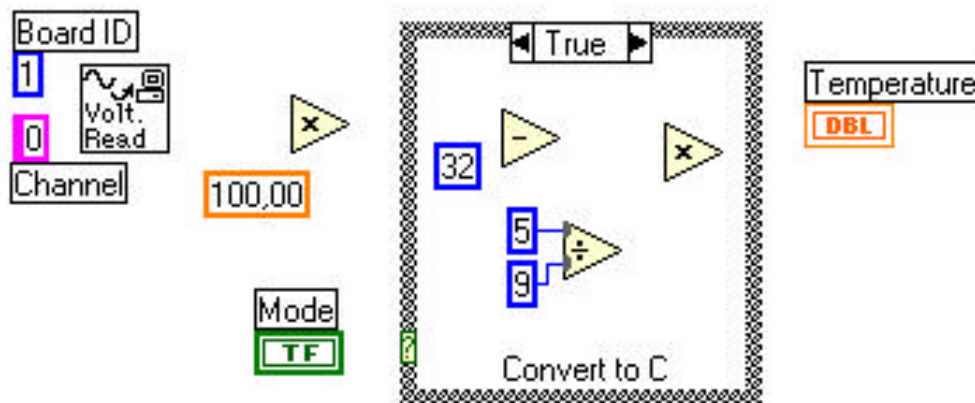 Board ID
1
Volt.
Read
0
Channel
×
100,00
Mode
TF
?
True
32
−
×
5
÷
9
Convert to C
Temperature
DBL